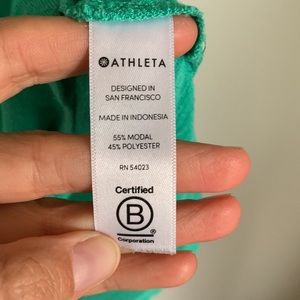 ATHLETA
DESIGNED IN
SAN FRANCISCO
MADE IN INDONESIA
55% MODAL
45% POLYESTER
RN 54023
Certified
B
®
Corporation